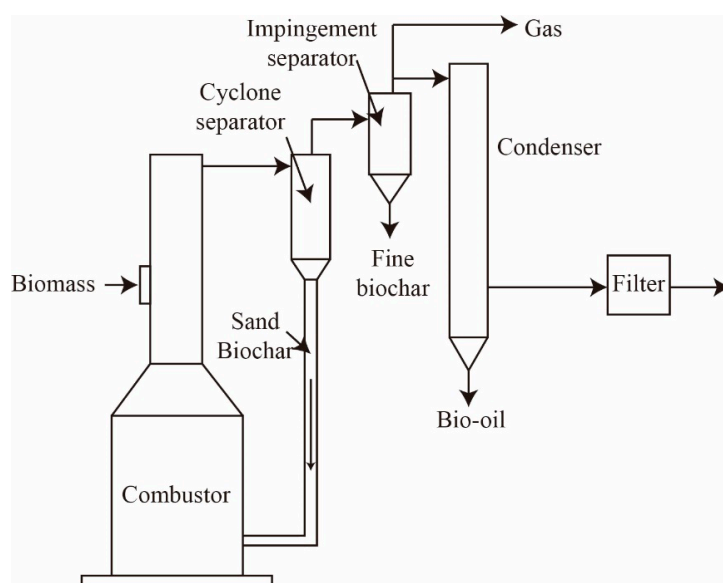 Impingement
separator
Gas
Cyclone
separator
Condenser
Biomass
Fine
biochar
Filter
Sand
Biochar
Bio-oil
Combustor